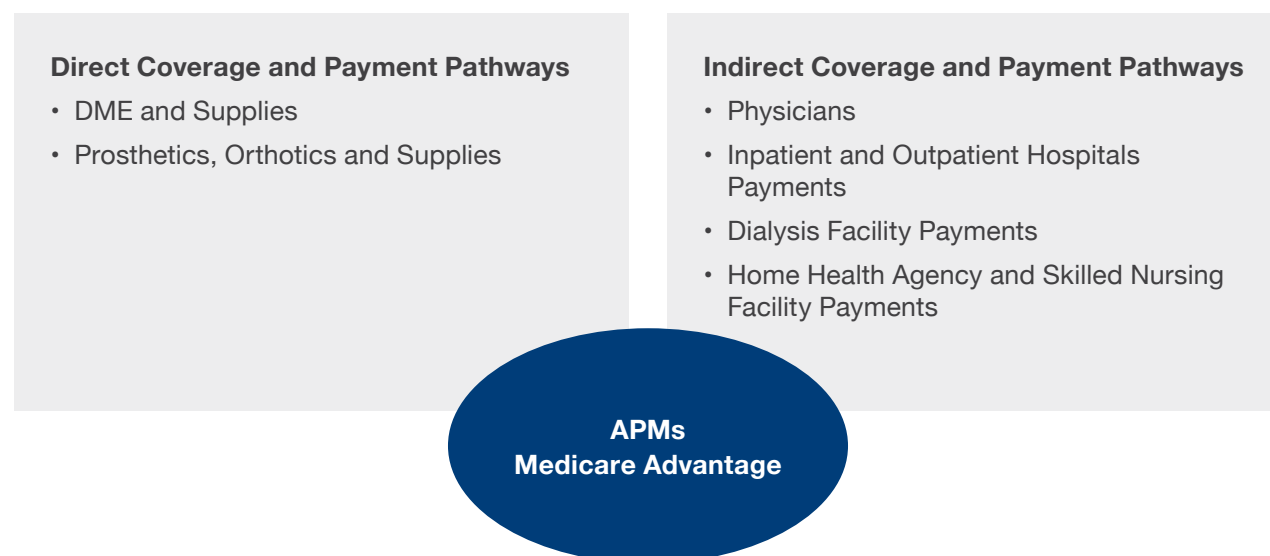 Direct Coverage and Payment Pathways
• DME and Supplies
• Prosthetics, Orthotics and Supplies
Indirect Coverage and Payment Pathways
• Physicians
• Inpatient and Outpatient Hospitals
Payments
• Dialysis Facility Payments
• Home Health Agency and Skilled Nursing
Facility Payments
APMs
Medicare Advantage